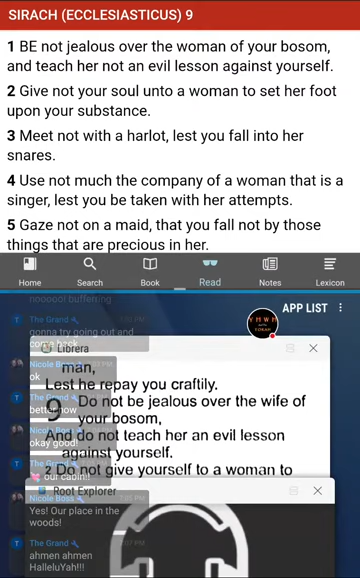 SIRACH (ECCLESIASTICUS) 9
1 BE not jealous over the woman of your bosom,
and teach her not an evil lesson against yourself.
2 Give not your soul unto a woman to set her foot
upon your substance.
3 Meet not with a harlot, lest you fall into her
snares.
4 Use not much the company of a woman that is a
singer, lest you be taken with her attempts.
5 Gaze not on a maid, that you fall not by those
things that are precious in her.
Home Search Book Read Notes Lexicon
nooooo! buffering
APP LIST
The Grand
gonna try going out and
come back
Librera
Nicole
ok
man,
Lest he repay you craftily.
The Grand
better now
9 Do not be jealous over the wife of
your bosom,
Nicole
okay good!
And do not teach her an evil lesson
against yourself.
The Grand
our cabin!!
2 Do not give yourself to a woman to
Root Explorer
Nicole Boss
Yes! Our place in the
woods!
The Grand
ahmen ahmen
HalleluYAH!!!